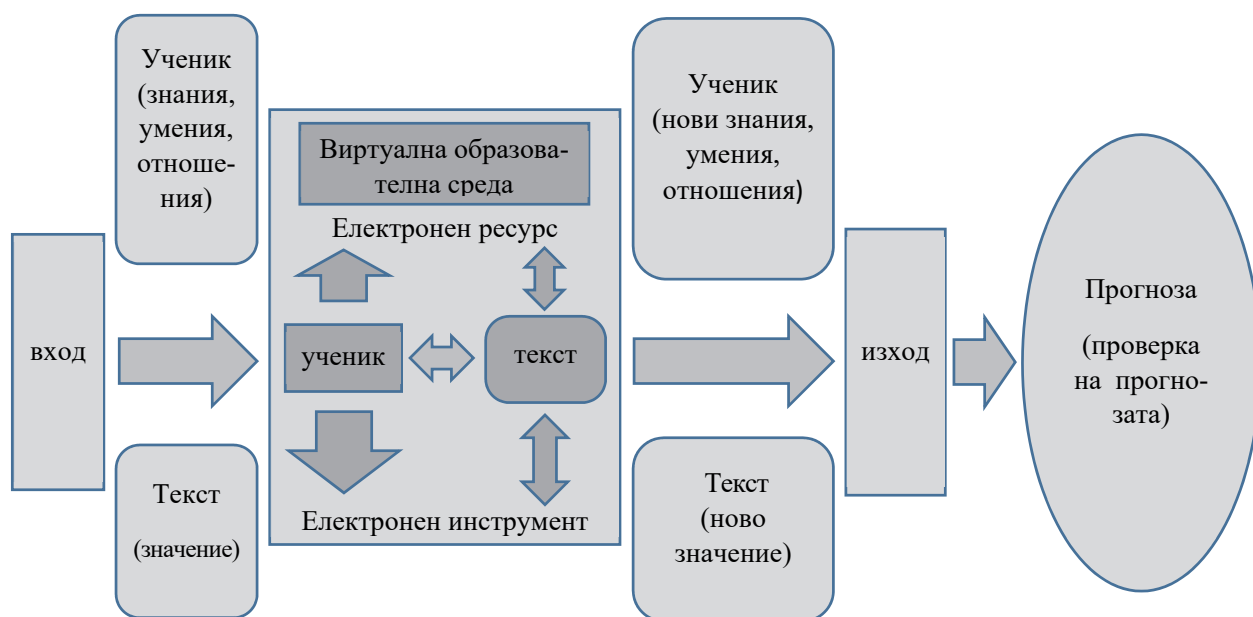 вход
Ученик
(знания,
умения,
отноше-
ния)
Текст
(значение)
Виртуална образова-
телна среда
Електронен ресурс
ученик
текст
Електронен инструмент
Ученик
(нови знания,
умения,
отношения)
Текст
(ново
значение)
изход
Прогноза
(проверка
на прогно-
зата)